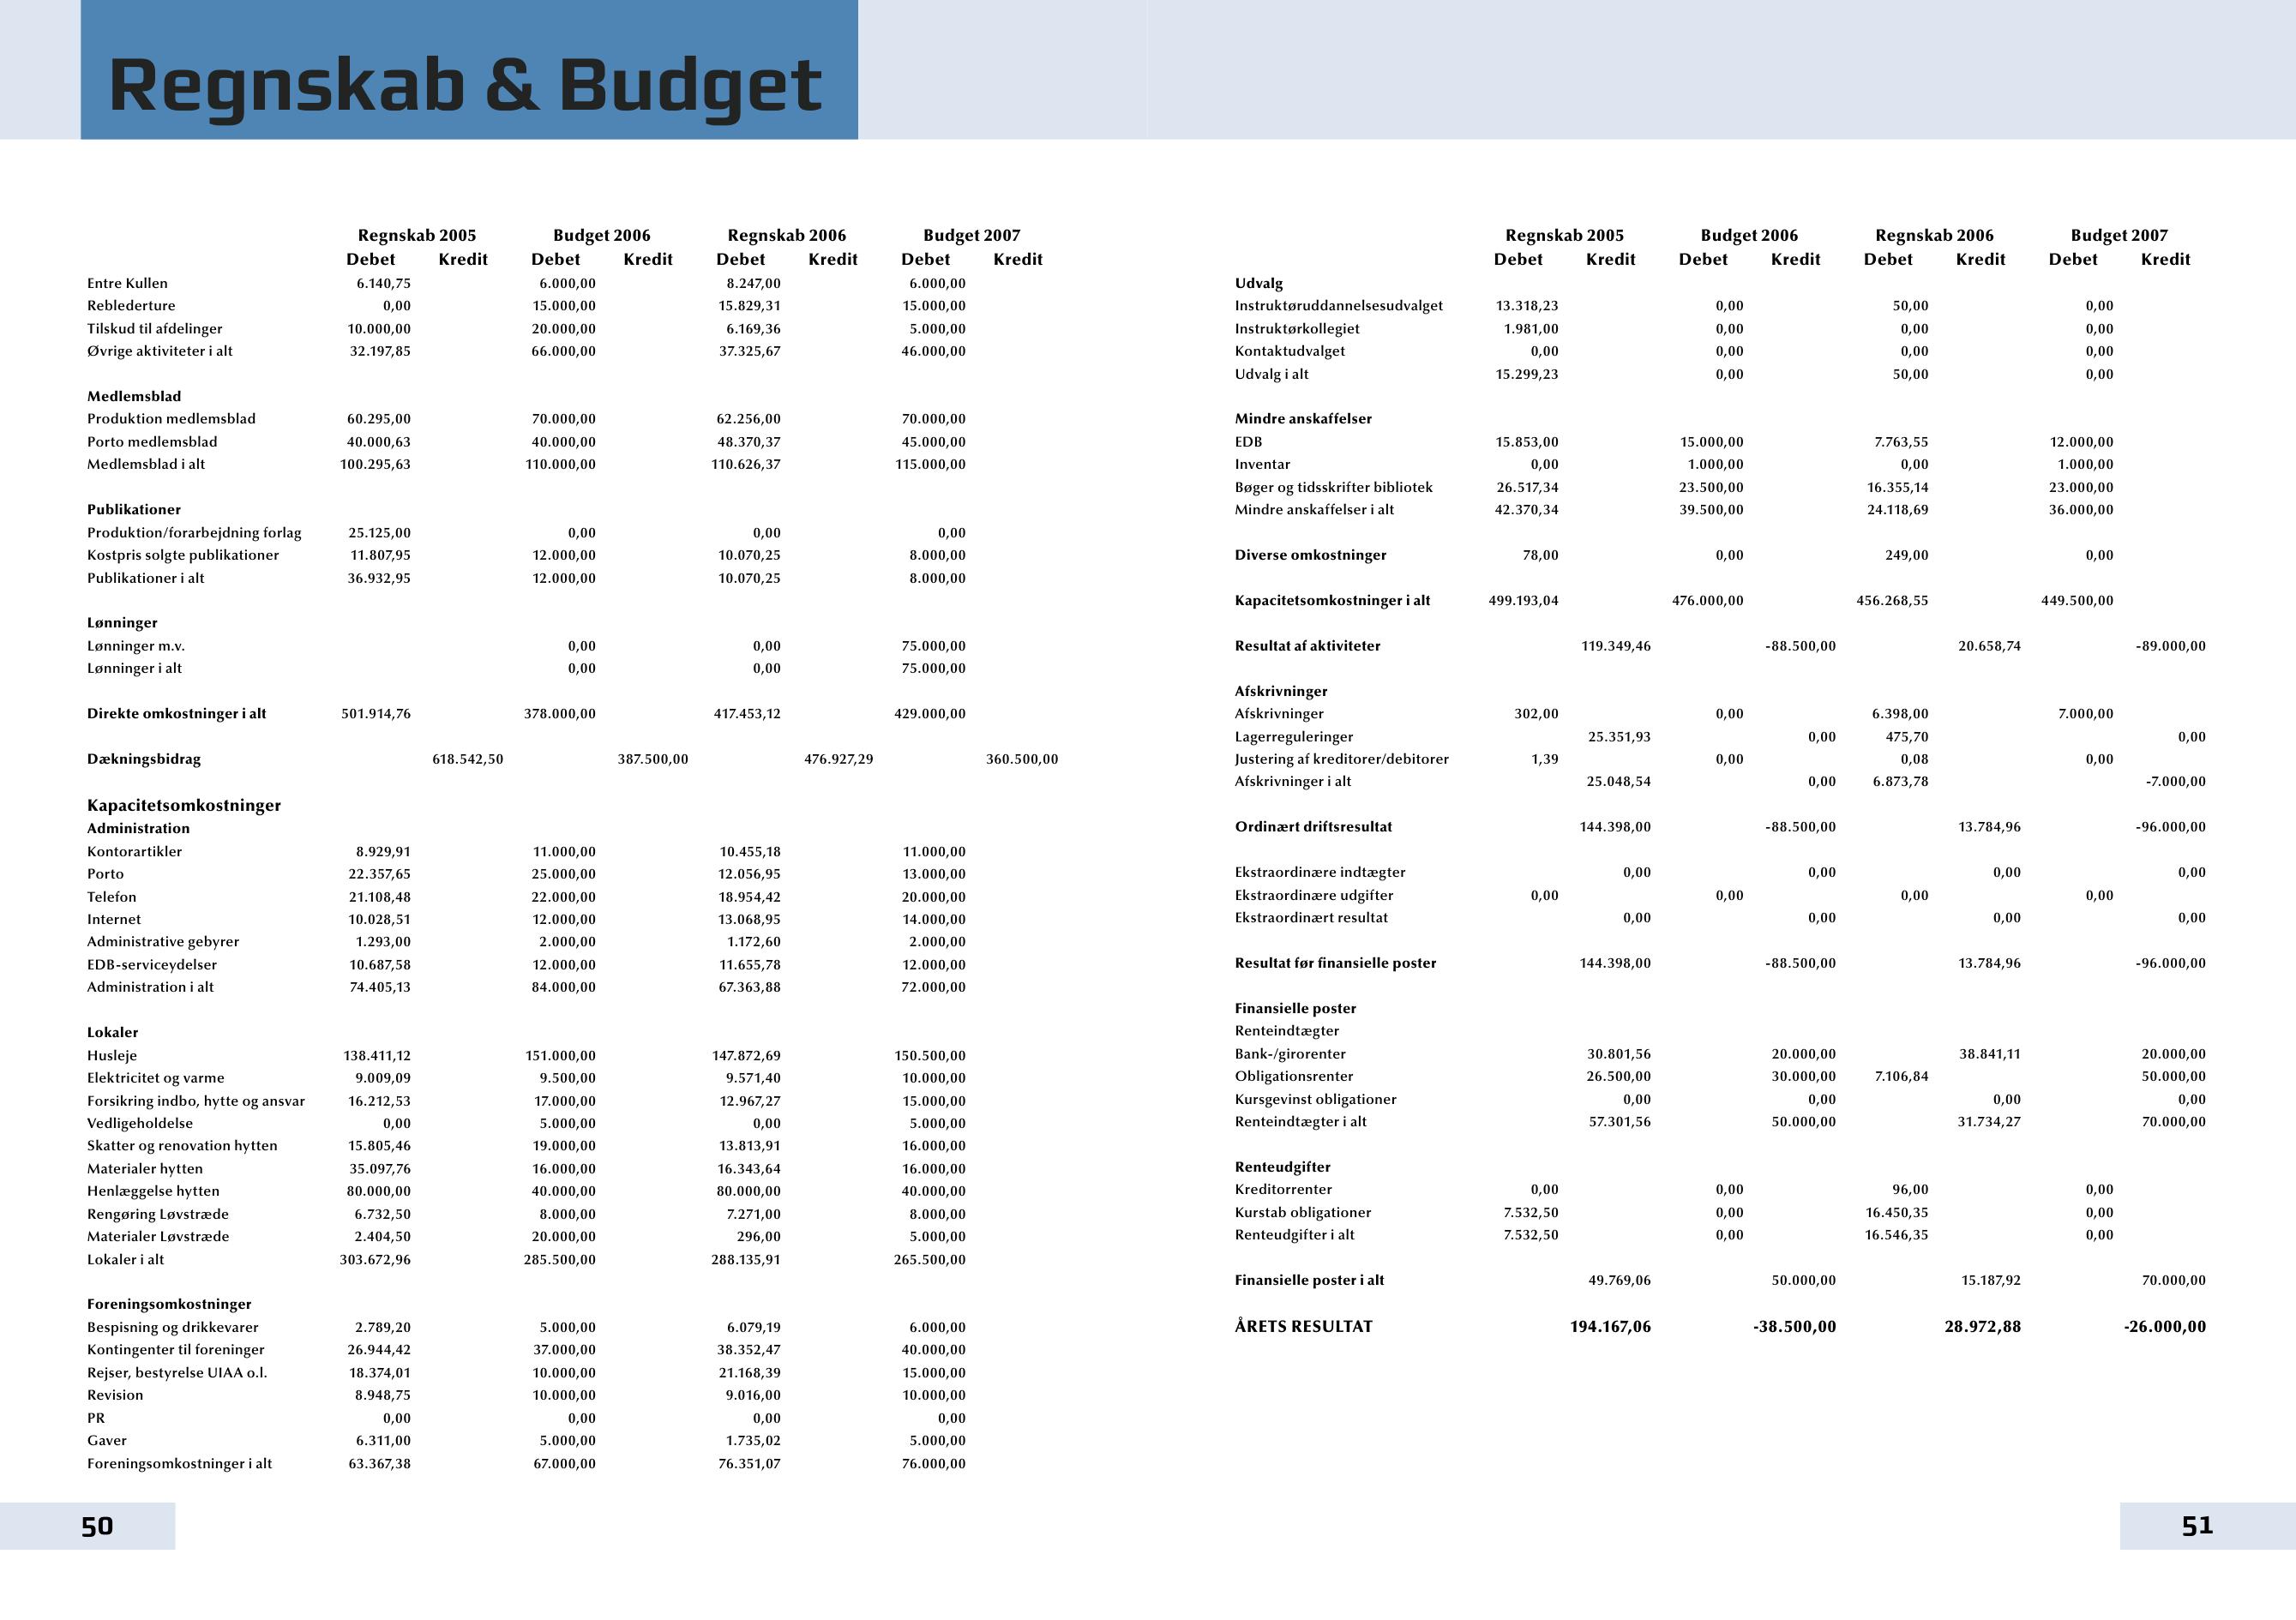 Regnskab & Budget
Regnskab 2005 Budget 2006 Regnskab 2006 Budget 2007
Debet Kredit Debet Kredit Debet Kredit Debet Kredit
Entre Kullen 6.140,75 6.000,00 8.247,00 6.000,00
Reblederture 0,00 15.000,00 15.829,31 15.000,00
Tilskud til afdelinger 10.000,00 20.000,00 6.169,36 5.000,00
Øvrige aktiviteter i alt 32.197,85 66.000,00 37.325,67 46.000,00
Medlemsblad
Produktion medlemsblad 60.295,00 70.000,00 62.256,00 70.000,00
Porto medlemsblad 40.000,63 40.000,00 48.370,37 45.000,00
Medlemsblad i alt 100.295,63 110.000,00 110.626,37 115.000,00
Publikationer
Produktion/forarbejdning forlag 25.125,00 0,00 0,00 0,00
Kostpris solgte publikationer 11.807,95 12.000,00 10.070,25 8.000,00
Publikationer i alt 36.932,95 12.000,00 10.070,25 8.000,00
Lønninger
Lønninger m.v. 0,00 0,00 75.000,00
Lønninger i alt 0,00 0,00 75.000,00
Direkte omkostninger i alt 501.914,76 378.000,00 417.453,12 429.000,00
Dækningsbidrag 618.542,50 387.500,00 476.927,29 360.500,00
Kapacitetsomkostninger
Administration
Kontorartikler 8.929,91 11.000,00 10.455,18 11.000,00
Porto 22.357,65 25.000,00 12.056,95 13.000,00
Telefon 21.108,48 22.000,00 18.954,42 20.000,00
Internet 10.028,51 12.000,00 13.068,95 14.000,00
Administrative gebyrer 1.293,00 2.000,00 1.172,60 2.000,00
EDB-serviceydelser 10.687,58 12.000,00 11.655,78 12.000,00
Administration i alt 74.405,13 84.000,00 67.363,88 72.000,00
Lokaler
Husleje 138.411,12 151.000,00 147.872,69 150.500,00
Elektricitet og varme 9.009,09 9.500,00 9.571,40 10.000,00
Forsikring indbo, hytte og ansvar 16.212,53 17.000,00 12.967,27 15.000,00
Vedligeholdelse 0,00 5.000,00 0,00 5.000,00
Skatter og renovation hytten 15.805,46 19.000,00 13.813,91 16.000,00
Materialer hytten 35.097,76 16.000,00 16.343,64 16.000,00
Henlæggelse hytten 80.000,00 40.000,00 80.000,00 40.000,00
Rengøring Løvstræde 6.732,50 8.000,00 7.271,00 8.000,00
Materialer Løvstræde 2.404,50 20.000,00 296,00 5.000,00
Lokaler i alt 303.672,96 285.500,00 288.135,91 265.500,00
Foreningsomkostninger
Bespisning og drikkevarer 2.789,20 5.000,00 6.079,19 6.000,00
Kontingenter til foreninger 26.944,42 37.000,00 38.352,47 40.000,00
Rejser, bestyrelse UIAA o.l. 18.374,01 10.000,00 21.168,39 15.000,00
Revision 8.948,75 10.000,00 9.016,00 10.000,00
PR 0,00 0,00 0,00 0,00
Gaver 6.311,00 5.000,00 1.735,02 5.000,00
Foreningsomkostninger i alt 63.367,38 67.000,00 76.351,07 76.000,00
50
Regnskab 2005 Budget 2006 Regnskab 2006 Budget 2007
Debet Kredit Debet Kredit Debet Kredit Debet Kredit
Udvalg
Instruktøruddannelsesudvalget 13.318,23 0,00 50,00 0,00
Instruktørkollegiet 1.981,00 0,00 0,00 0,00
Kontaktudvalget 0,00 0,00 0,00 0,00
Udvalg i alt 15.299,23 0,00 50,00 0,00
Mindre anskaffelser
EDB 15.853,00 15.000,00 7.763,55 12.000,00
Inventar 0,00 1.000,00 0,00 1.000,00
Bøger og tidsskrifter bibliotek 26.517,34 23.500,00 16.355,14 23.000,00
Mindre anskaffelser i alt 42.370,34 39.500,00 24.118,69 36.000,00
Diverse omkostninger 78,00 0,00 249,00 0,00
Kapacitetsomkostninger i alt 499.193,04 476.000,00 456.268,55 449.500,00
Resultat af aktiviteter 119.349,46 -88.500,00 20.658,74 -89.000,00
Afskrivninger
Afskrivninger 302,00 0,00 6.398,00 7.000,00
Lagerreguleringer 25.351,93 0,00 475,70 0,00
Justering af kreditorer/debitorer 1,39 0,00 0,08 0,00
Afskrivninger i alt 25.048,54 0,00 6.873,78 -7.000,00
Ordinært driftsresultat 144.398,00 -88.500,00 13.784,96 -96.000,00
Ekstraordinære indtægter 0,00 0,00 0,00 0,00
Ekstraordinære udgifter 0,00 0,00 0,00 0,00
Ekstraordinært resultat 0,00 0,00 0,00 0,00
Resultat før finansielle poster 144.398,00 -88.500,00 13.784,96 -96.000,00
Finansielle poster
Renteindtægter
Bank-/girorenter 30.801,56 20.000,00 38.841,11 20.000,00
Obligationsrenter 26.500,00 30.000,00 7.106,84 50.000,00
Kursgevinst obligationer 0,00 0,00 0,00 0,00
Renteindtægter i alt 57.301,56 50.000,00 31.734,27 70.000,00
Renteudgifter
Kreditorrenter 0,00 0,00 96,00 0,00
Kurstab obligationer 7.532,50 0,00 16.450,35 0,00
Renteudgifter i alt 7.532,50 0,00 16.546,35 0,00
Finansielle poster i alt 49.769,06 50.000,00 15.187,92 70.000,00
ÅRETS RESULTAT 194.167,06 -38.500,00 28.972,88 -26.000,00
51